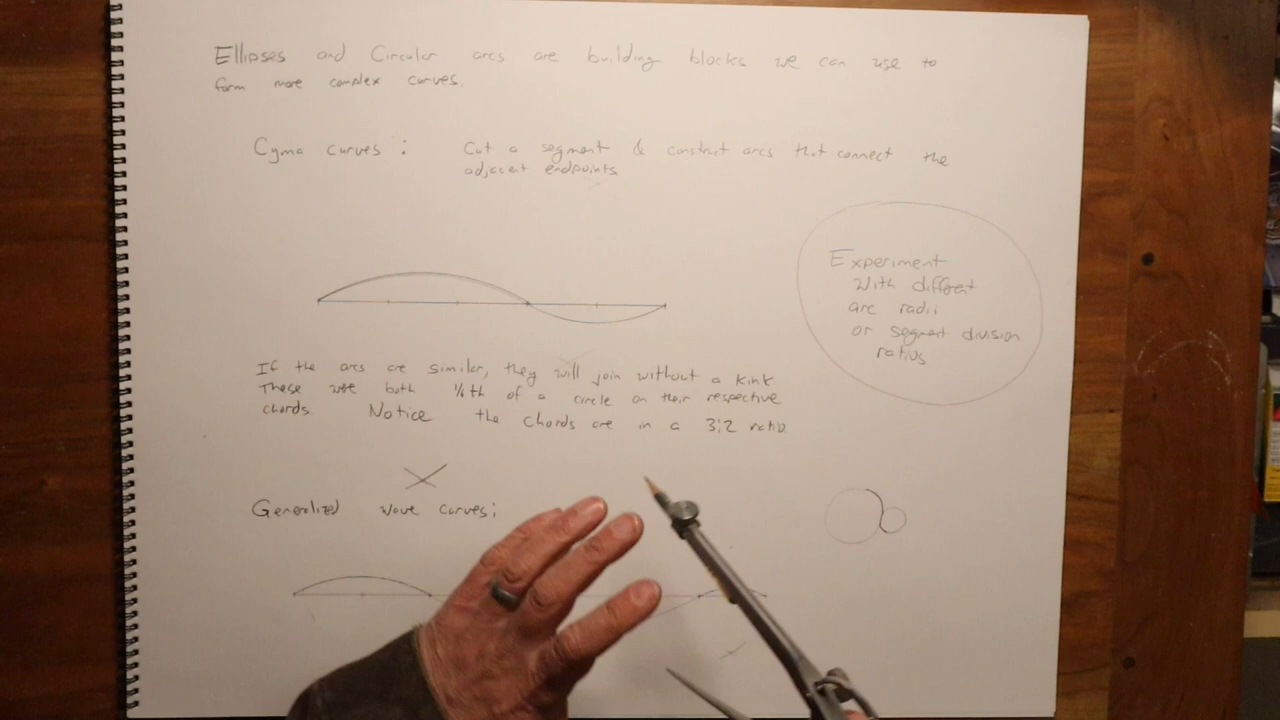 Ellipses and Circular arcs are building blocks we can use to
form more complex curves.
Cyma curves : Cut a segment & construct arcs that connect the
adjacent endpoints
Experiment
with different
arc radii
or segment division
ratios
If the arcs are similar, they will join without a kink.
These use both 1/6th of a circle on their respective
chords. Notice the chords are in a 3:2 ratio.
Generalized wave curves: